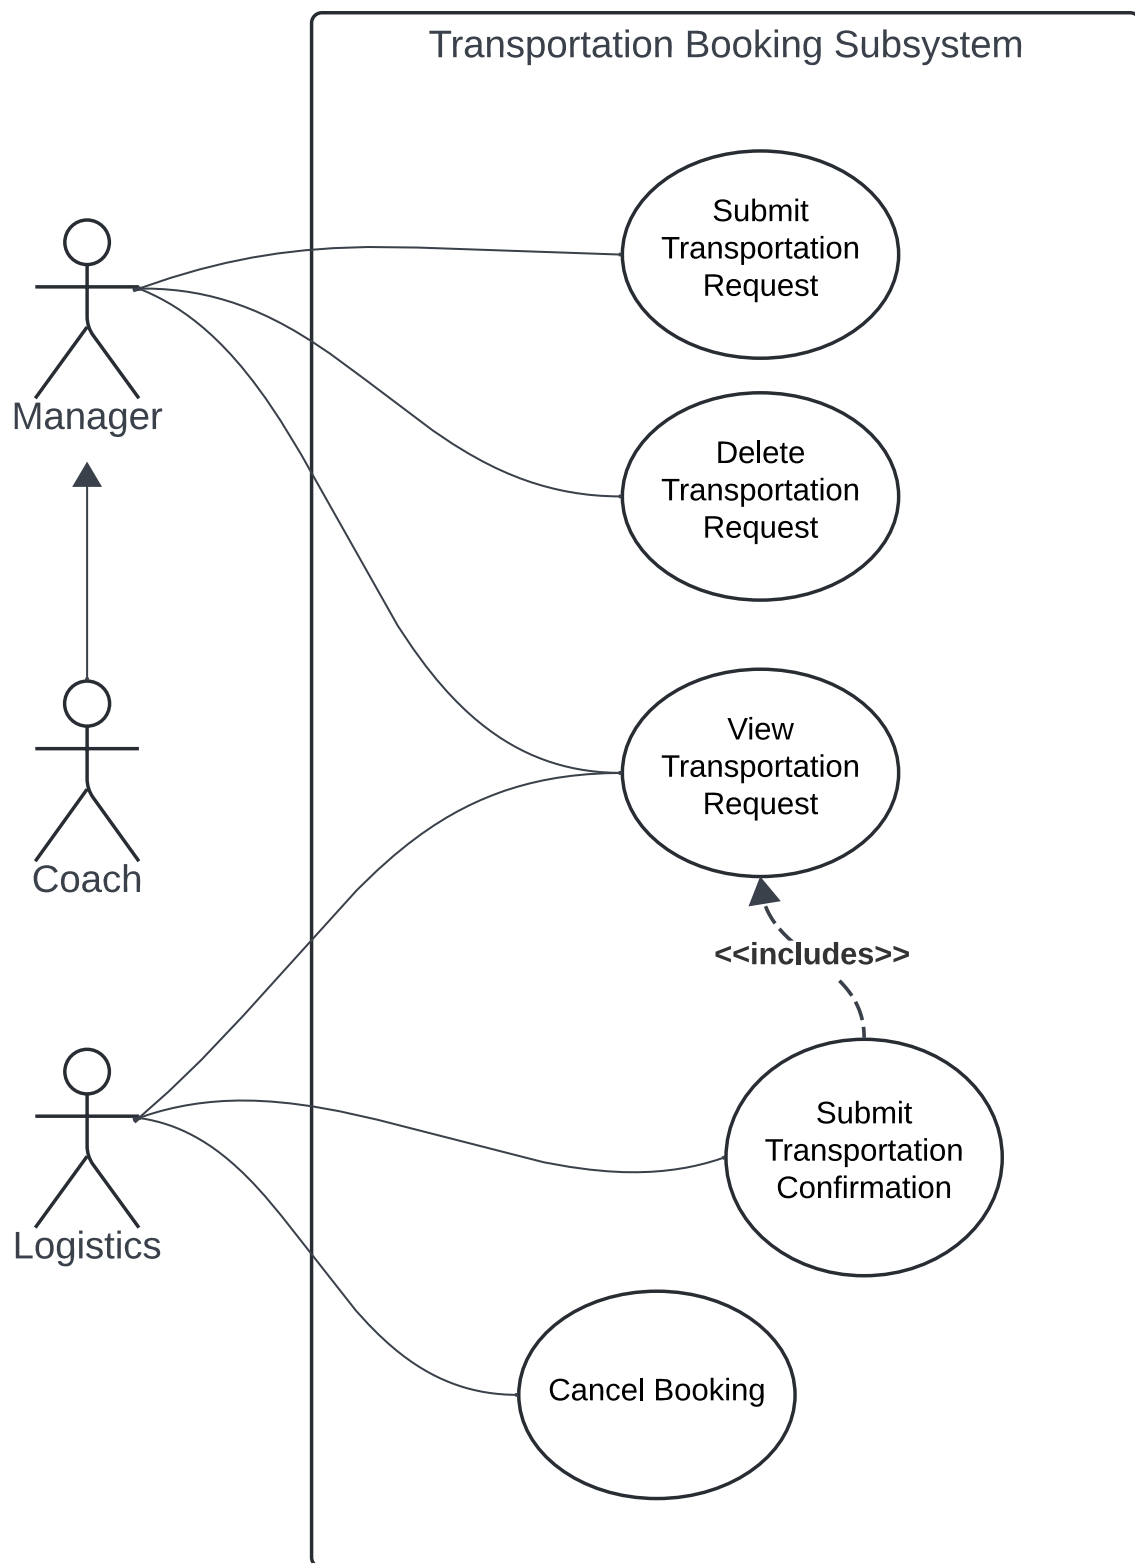 Transportation Booking Subsystem
Submit
Transportation
Request
Manager
Delete
Transportation
Request
View
Transportation
Request
Coach
<<includes>>
Submit
Transportation
Confirmation
Logistics
Cancel Booking